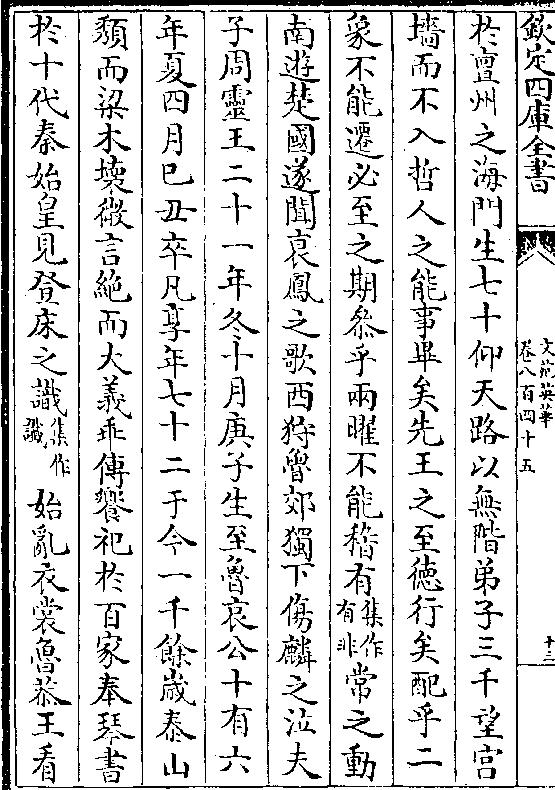 欽定四庫全書
文苑英華
卷八百四十五
十三
於亶州之海門生七十仰天路以無階弟子三千望宫
墻而不入哲人之能事畢矣先王之至徳行矣配乎二
象不能遷必至之期叅乎兩曜不能稽有集作有非常之動
南遊楚國遂聞哀鳳之歌西狩魯郊獨下傷麟之泣夫
子周靈王二十一年冬十月庚子生至魯哀公十有六
年夏四月巳丑卒凡享年七十二于今一千餘歲泰山
頹而梁木壞微言絶而大義乖傳饗祀於百家奉琴書
於十代秦始皇見登床之識集作讖始亂衣裳魯恭王看